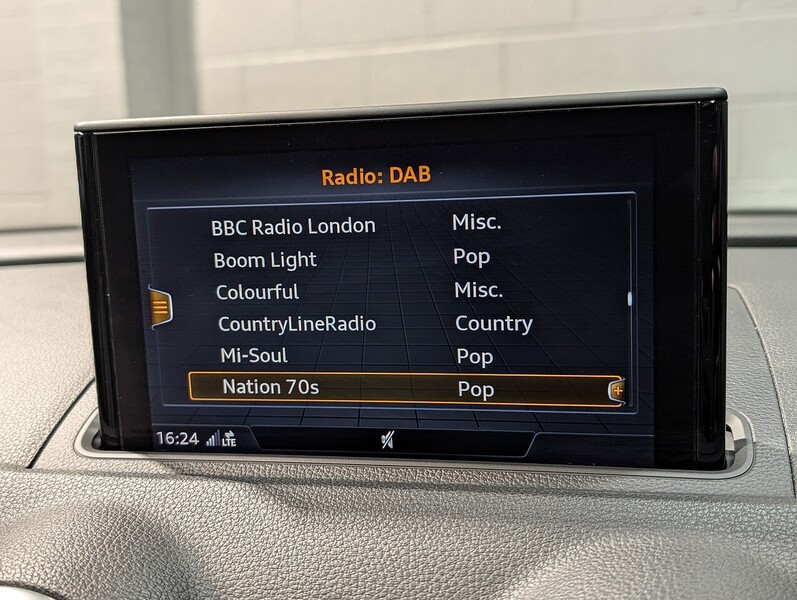 Radio: DAB
BBC Radio London Misc.
Boom Light Pop
Colourful Misc.
CountryLineRadio Country
Mi-Soul Pop
Nation 70s Pop
16:24 LTE